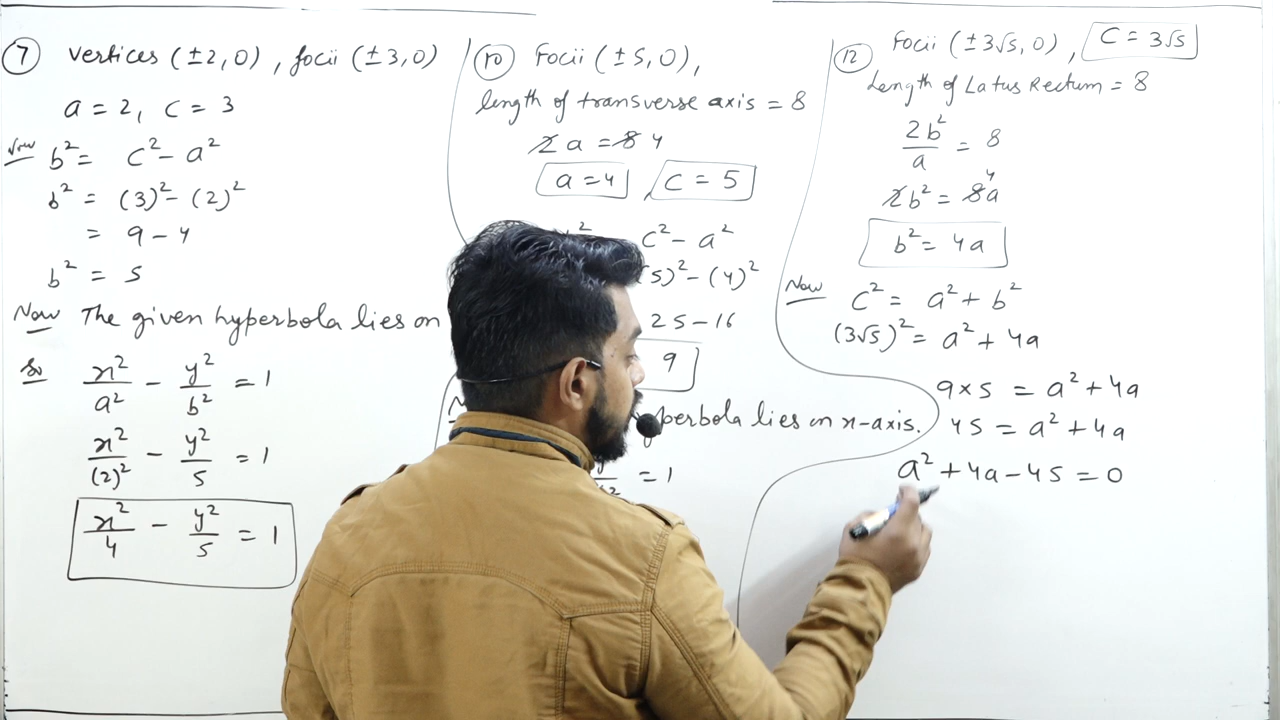 ⑦ Vertices (±2,0), focii (±3,0)
a = 2, c = 3
Now b² = c² - a²
b² = (3)² - (2)²
= 9 - 4
b² = 5
Now The given hyperbola lies on
So x²/a² - y²/b² = 1
x²/(2)² - y²/5 = 1
x²/4 - y²/5 = 1
⑩ Focii (±5,0),
length of transverse axis = 8
2a = 8 4
a = 4, c = 5
c² - a²
5)² - (4)²
25 - 16
9
perbola lies on x-axis.
= 1
⑫ Focii (±3√5, 0), c = 3√5
Length of Latus Rectum = 8
2b²/a = 8
2b² = 8a 4
b² = 4a
Now c² = a² + b²
(3√5)² = a² + 4a
9×5 = a² + 4a
45 = a² + 4a
a² + 4a - 45 = 0